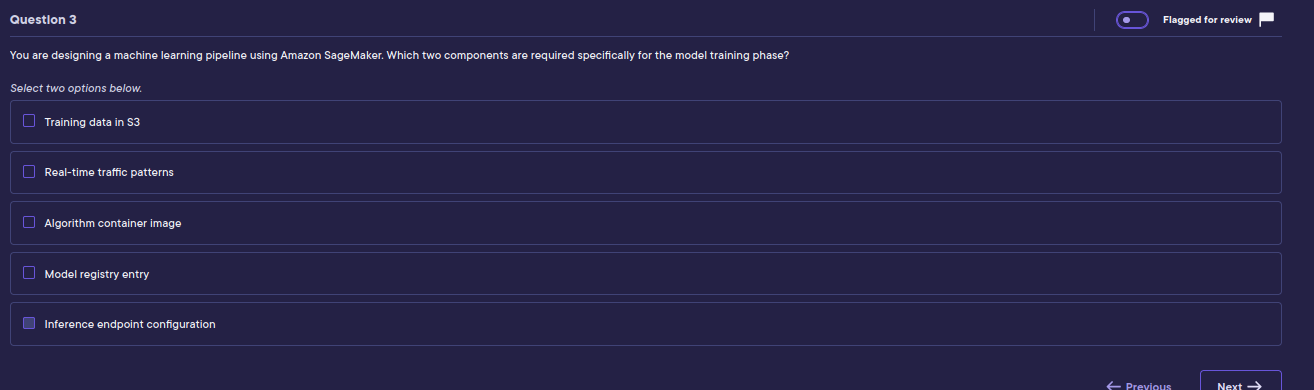 Question 3
Flagged for review
You are designing a machine learning pipeline using Amazon SageMaker. Which two components are required specifically for the model training phase?
Select two options below.
Training data in S3
Real-time traffic patterns
Algorithm container image
Model registry entry
Inference endpoint configuration
Previous
Next